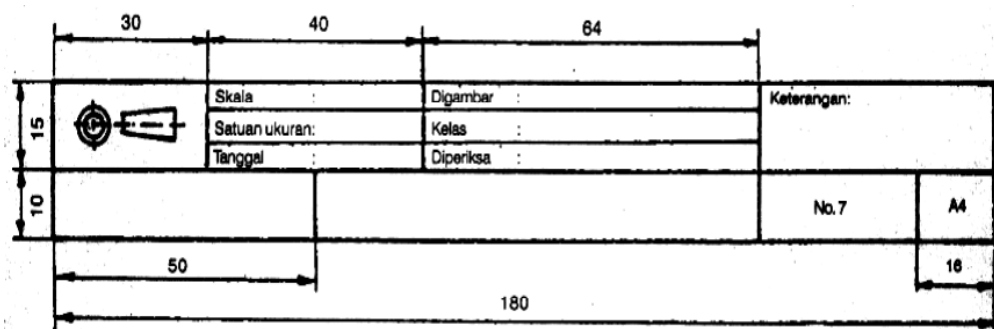 30 40 64
15
Skala : Digambar : Keterangan:
Satuan ukuran: Kelas :
Tanggal : Diperiksa :
10
No. 7 A4
50 16
180